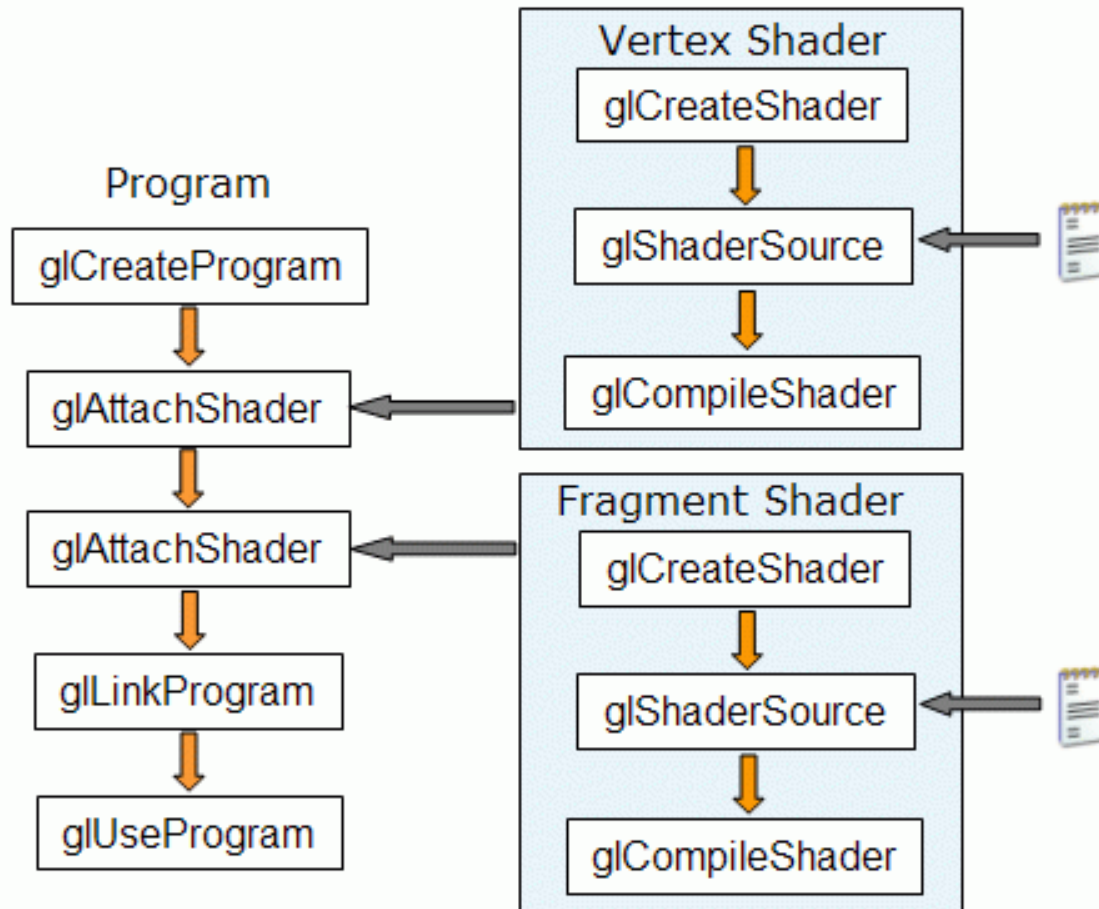 Program
glCreateProgram
glAttachShader
glAttachShader
glLinkProgram
glUseProgram
Vertex Shader
glCreateShader
glShaderSource
glCompileShader
Fragment Shader
glCreateShader
glShaderSource
glCompileShader